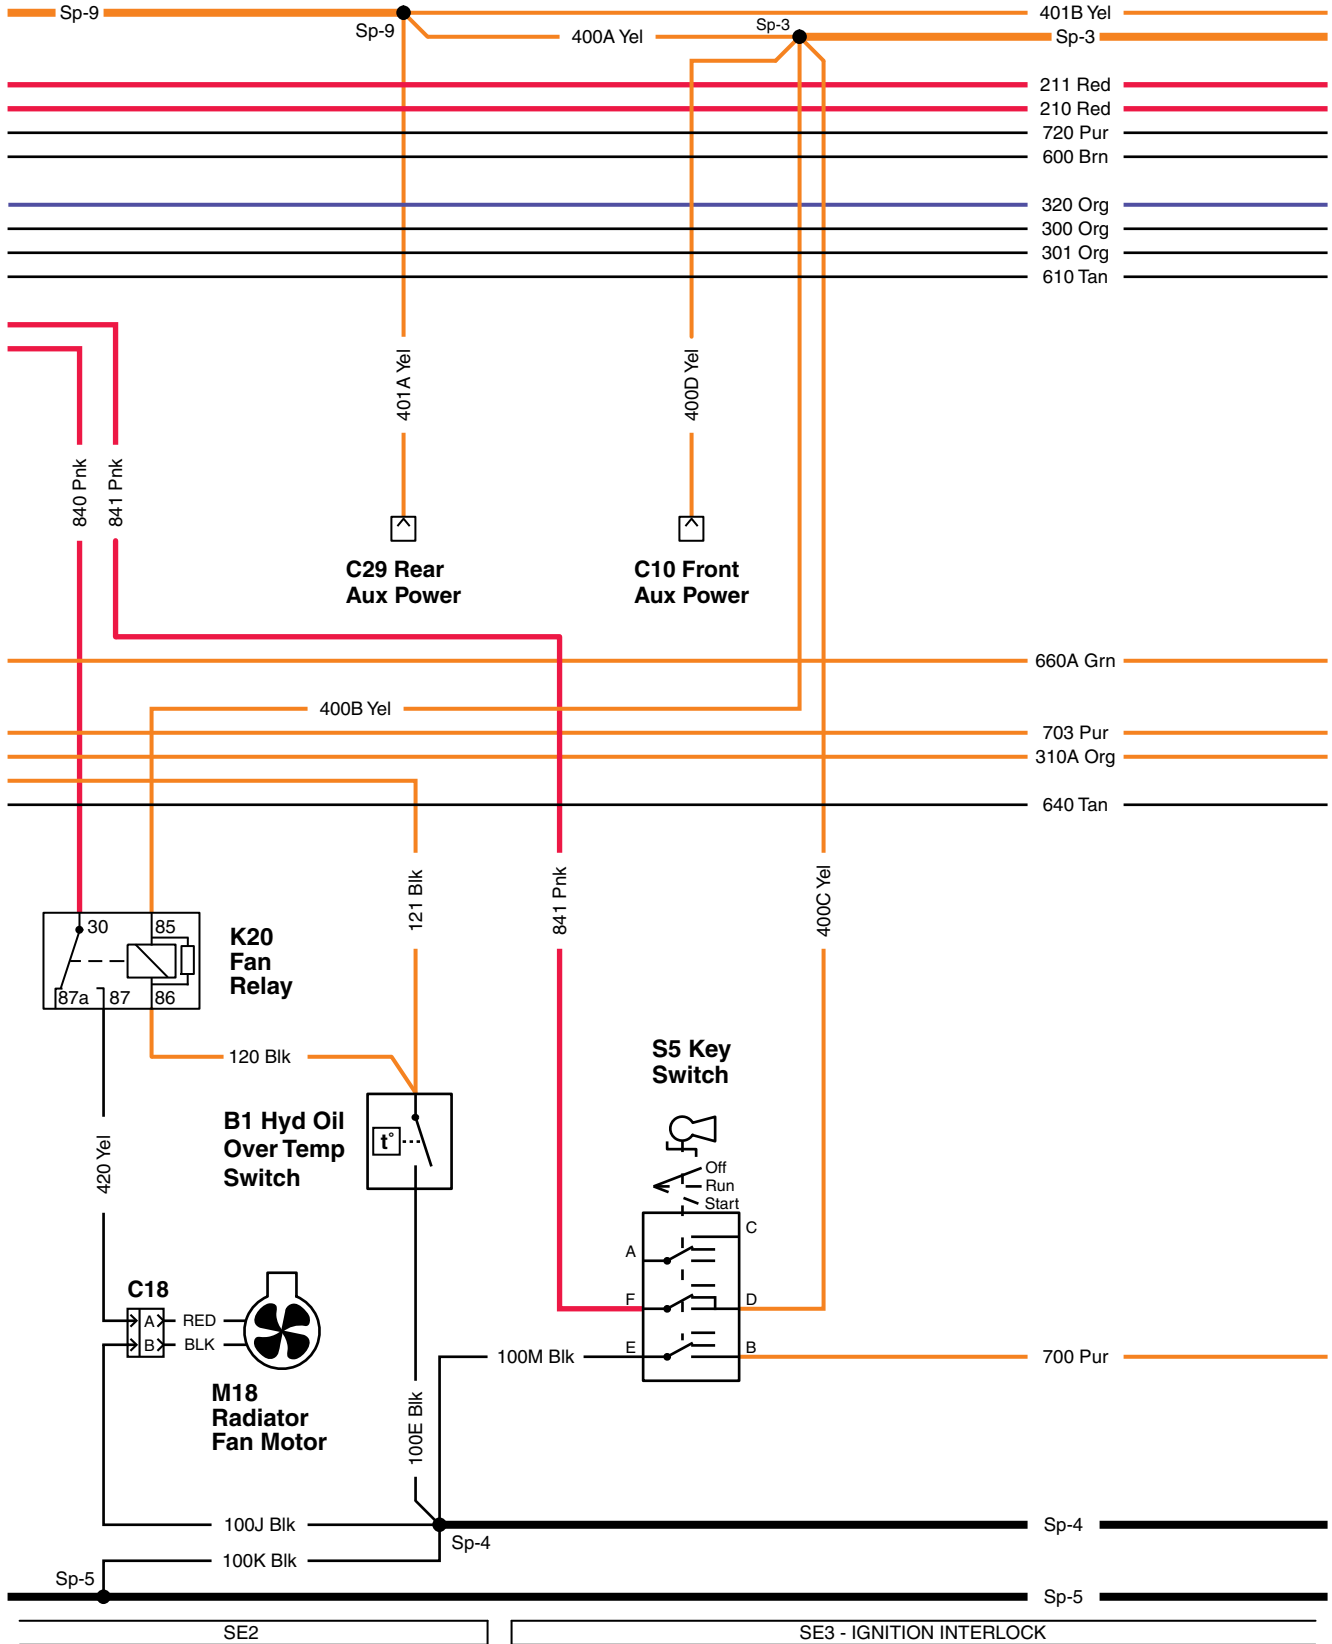 Sp-9
401B Yel
Sp-9
400A Yel
Sp-3
Sp-3
211 Red
210 Red
720 Pur
600 Brn
320 Org
300 Org
301 Org
610 Tan
401A Yel
400D Yel
840 Pnk
841 Pnk
C29 Rear
Aux Power
C10 Front
Aux Power
660A Grn
400B Yel
703 Pur
310A Org
640 Tan
121 Blk
841 Pnk
400C Yel
30
85
87a
87
86
K20
Fan
Relay
120 Blk
S5 Key
Switch
B1 Hyd Oil
Over Temp
Switch
t°
420 Yel
Off
Run
Start
A
C
F
D
E
B
C18
A
RED
B
BLK
100M Blk
700 Pur
M18
Radiator
Fan Motor
100E Blk
100J Blk
Sp-4
Sp-4
100K Blk
Sp-5
Sp-5
SE2
SE3 - IGNITION INTERLOCK